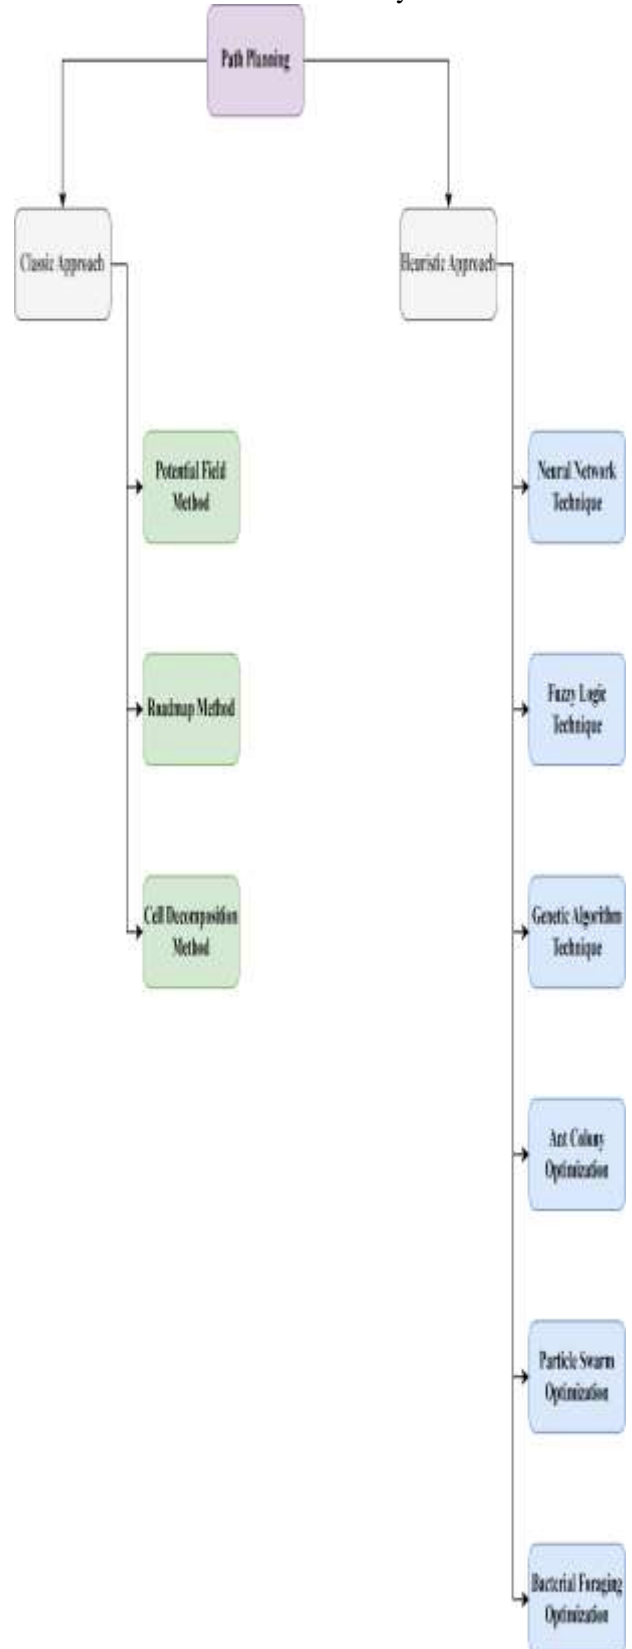 Path Planning
Classic Approach
Heuristic Approach
Potential Field
Method
Roadmap Method
Cell Decomposition
Method
Neural Network
Technique
Fuzzy Logic
Technique
Genetic Algorithm
Technique
Ant Colony
Optimization
Particle Swarm
Optimization
Bacterial Foraging
Optimization